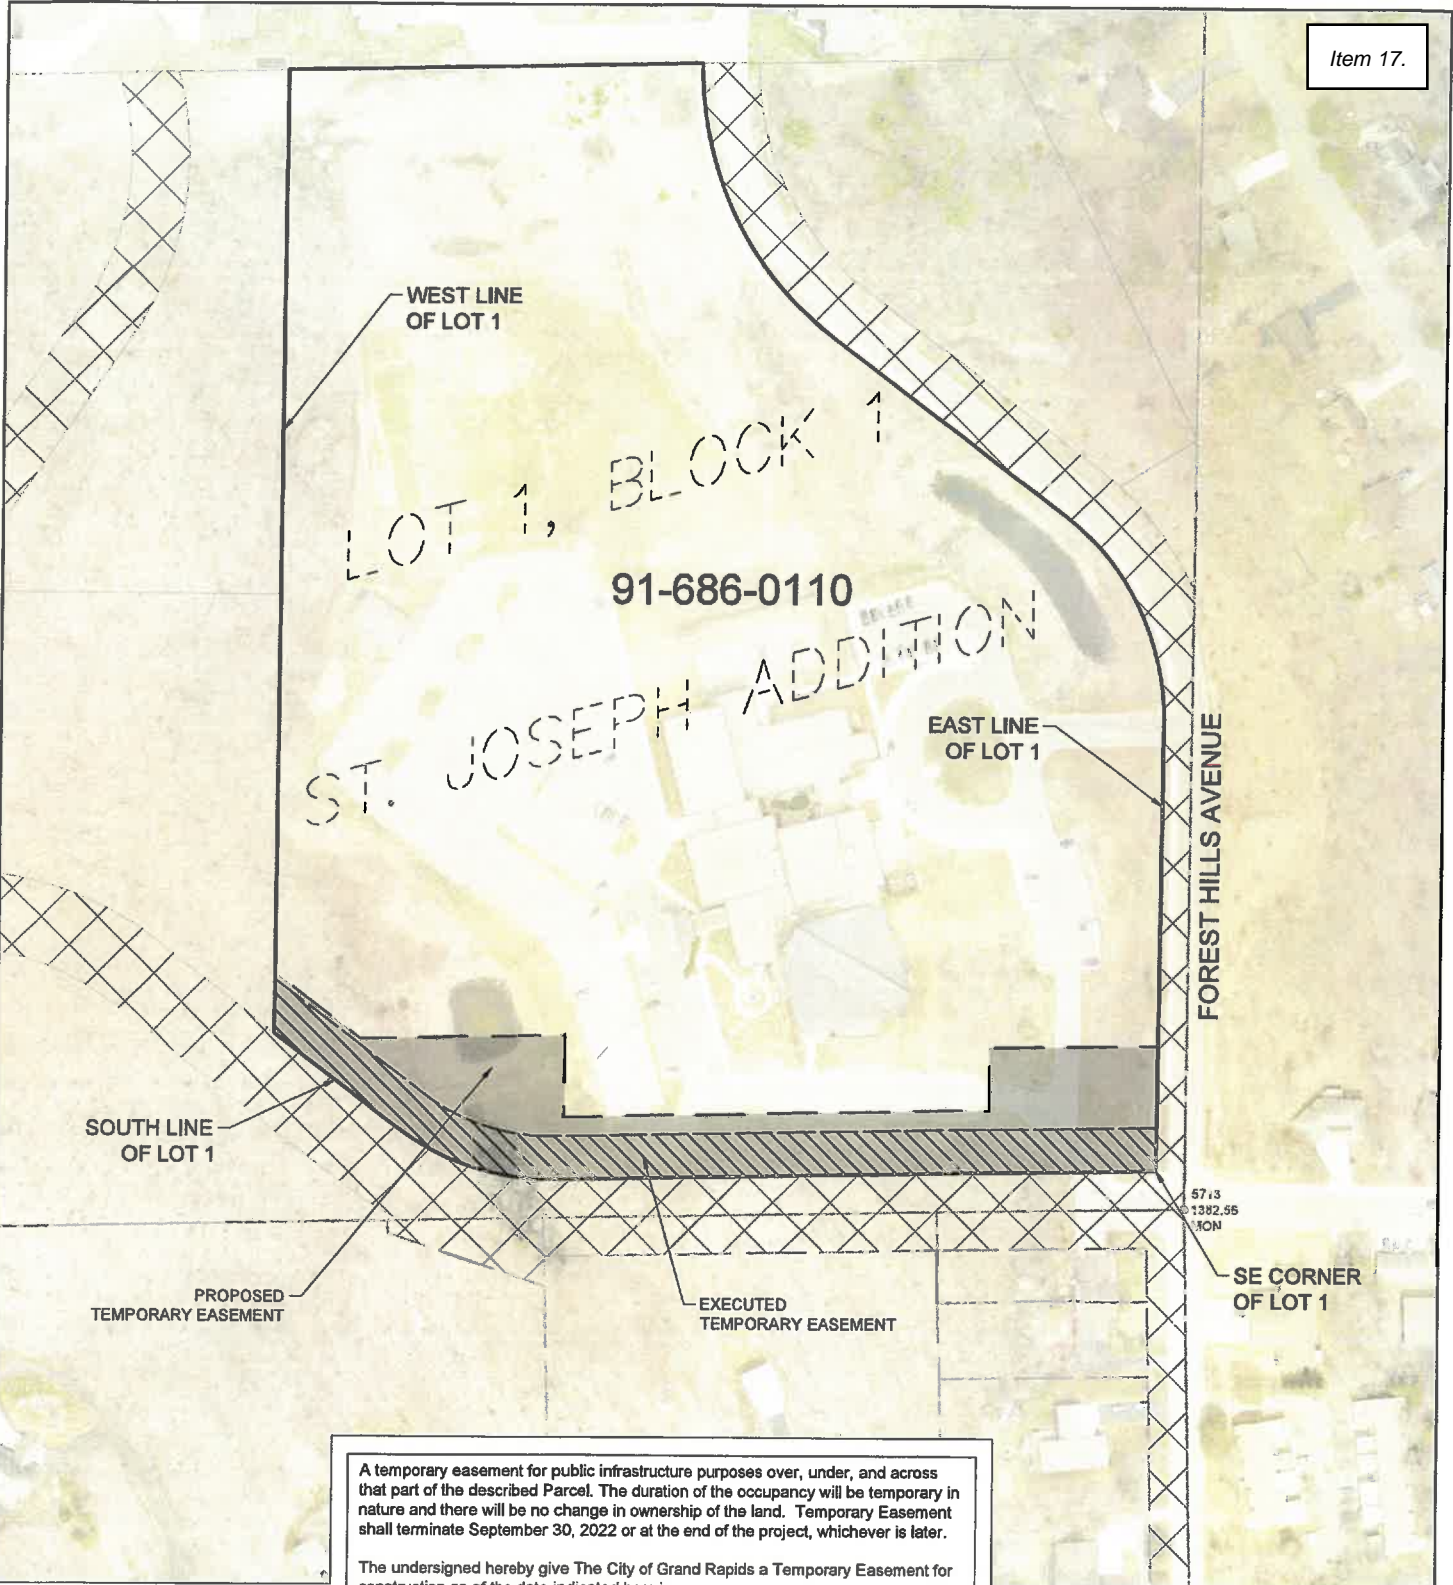 Item 17.
WEST LINE
OF LOT 1
LOT 1, BLOCK 1
91-686-0110
ST. JOSEPH ADDITION
EAST LINE
OF LOT 1
FOREST HILLS AVENUE
SOUTH LINE
OF LOT 1
5713
1382.55
MON
SE CORNER
OF LOT 1
PROPOSED
TEMPORARY EASEMENT
EXECUTED
TEMPORARY EASEMENT
A temporary easement for public infrastructure purposes over, under, and across
that part of the described Parcel. The duration of the occupancy will be temporary in
nature and there will be no change in ownership of the land. Temporary Easement
shall terminate September 30, 2022 or at the end of the project, whichever is later.
The undersigned hereby give The City of Grand Rapids a Temporary Easement for